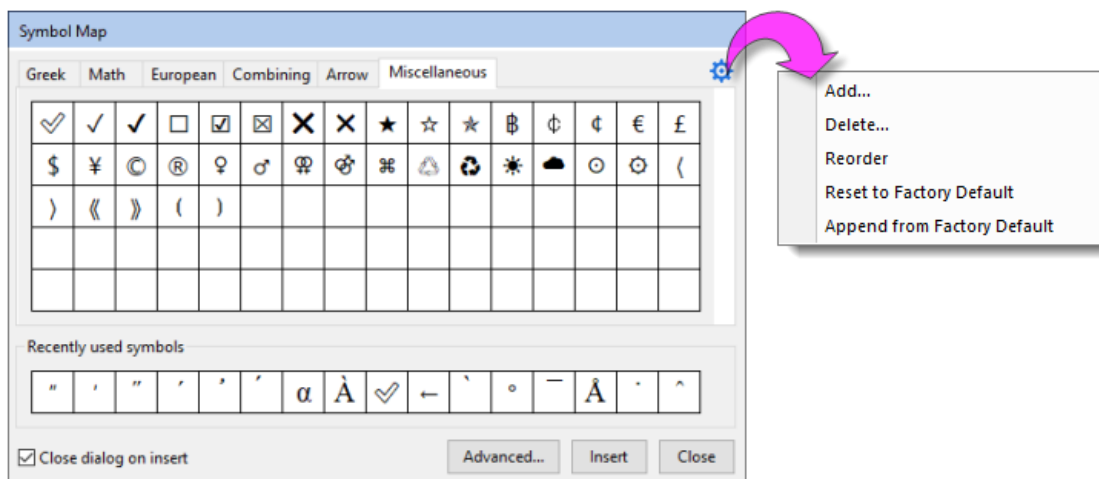 Symbol Map
Greek Math European Combining Arrow Miscellaneous
✓ ✓ ✔ ☐ ☑ ☒ ✕ ✕ ★ ☆ ✯ ฿ ₵ ¢ € £
$ ¥ © ® ♀ ♂ ⚢ ⚣ ⌘ ♺ ♻ ☀ ☁ ⊙ ⛭ ⟨
⟩ ⟪ ⟫ ( )
Recently used symbols
α À ← ` ° ¯ Å ˙ ˆ
Close dialog on insert
Advanced... Insert Close
Add...
Delete...
Reorder
Reset to Factory Default
Append from Factory Default